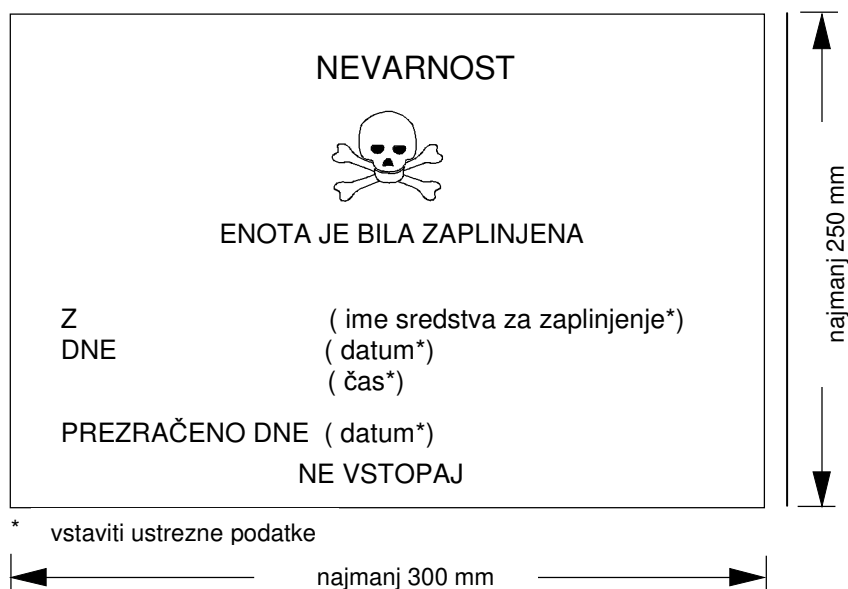 NEVARNOST
ENOTA JE BILA ZAPLINJENA
Z ( ime sredstva za zaplinjenje*)
DNE ( datum*)
( čas*)
PREZRAČENO DNE ( datum*)
NE VSTOPAJ
* vstaviti ustrezne podatke
najmanj 300 mm
najmanj 250 mm